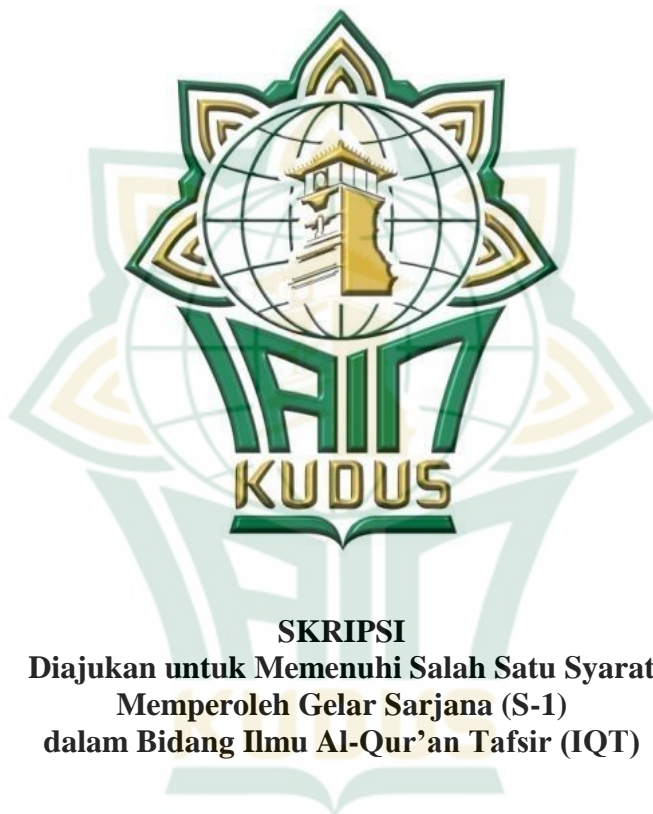 IAIN
KUDUS
SKRIPSI
Diajukan untuk Memenuhi Salah Satu Syarat
Memperoleh Gelar Sarjana (S-1)
dalam Bidang Ilmu Al-Qur’an Tafsir (IQT)